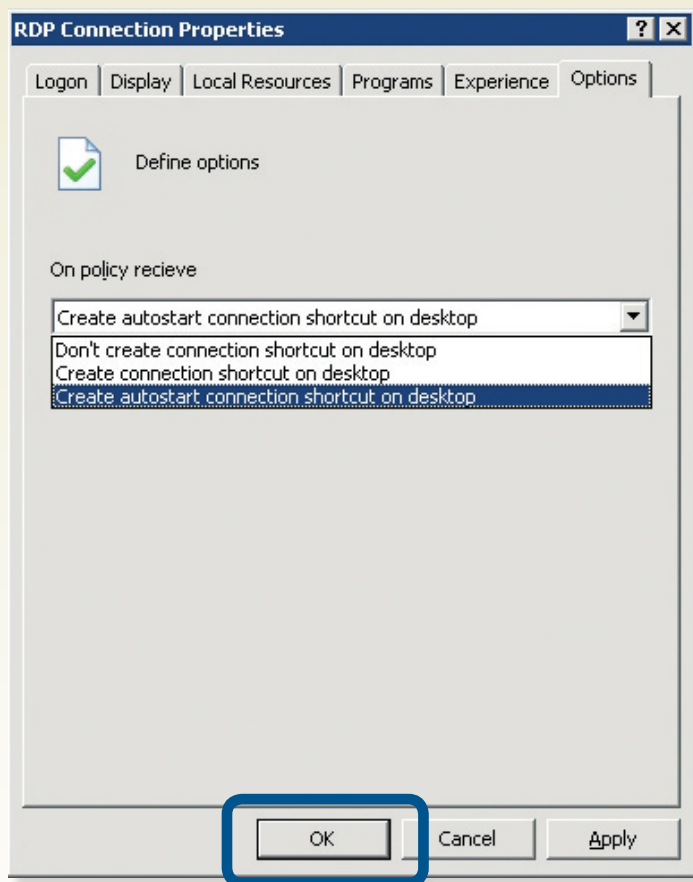 RDP Connection Properties
Logon Display Local Resources Programs Experience Options
Define options
On policy recieve
Create autostart connection shortcut on desktop
Don't create connection shortcut on desktop
Create connection shortcut on desktop
Create autostart connection shortcut on desktop
OK Cancel Apply